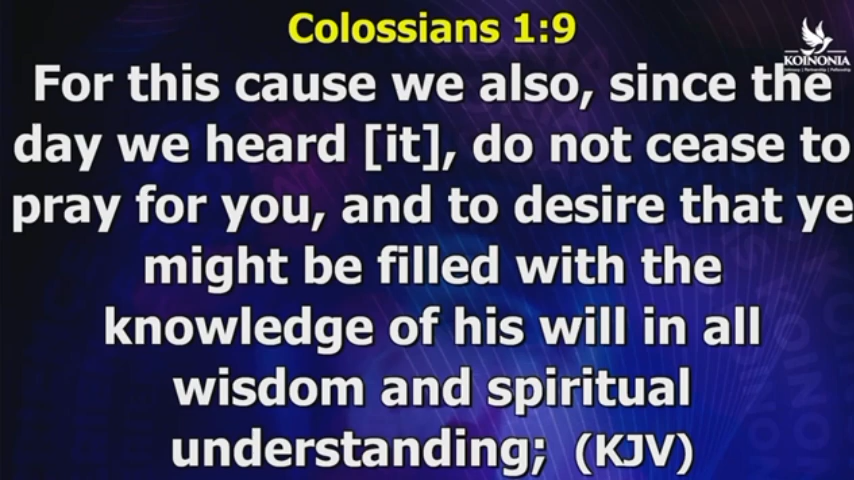 Colossians 1:9
KOINONIA
For this cause we also, since the
day we heard [it], do not cease to
pray for you, and to desire that ye
might be filled with the
knowledge of his will in all
wisdom and spiritual
understanding; (KJV)